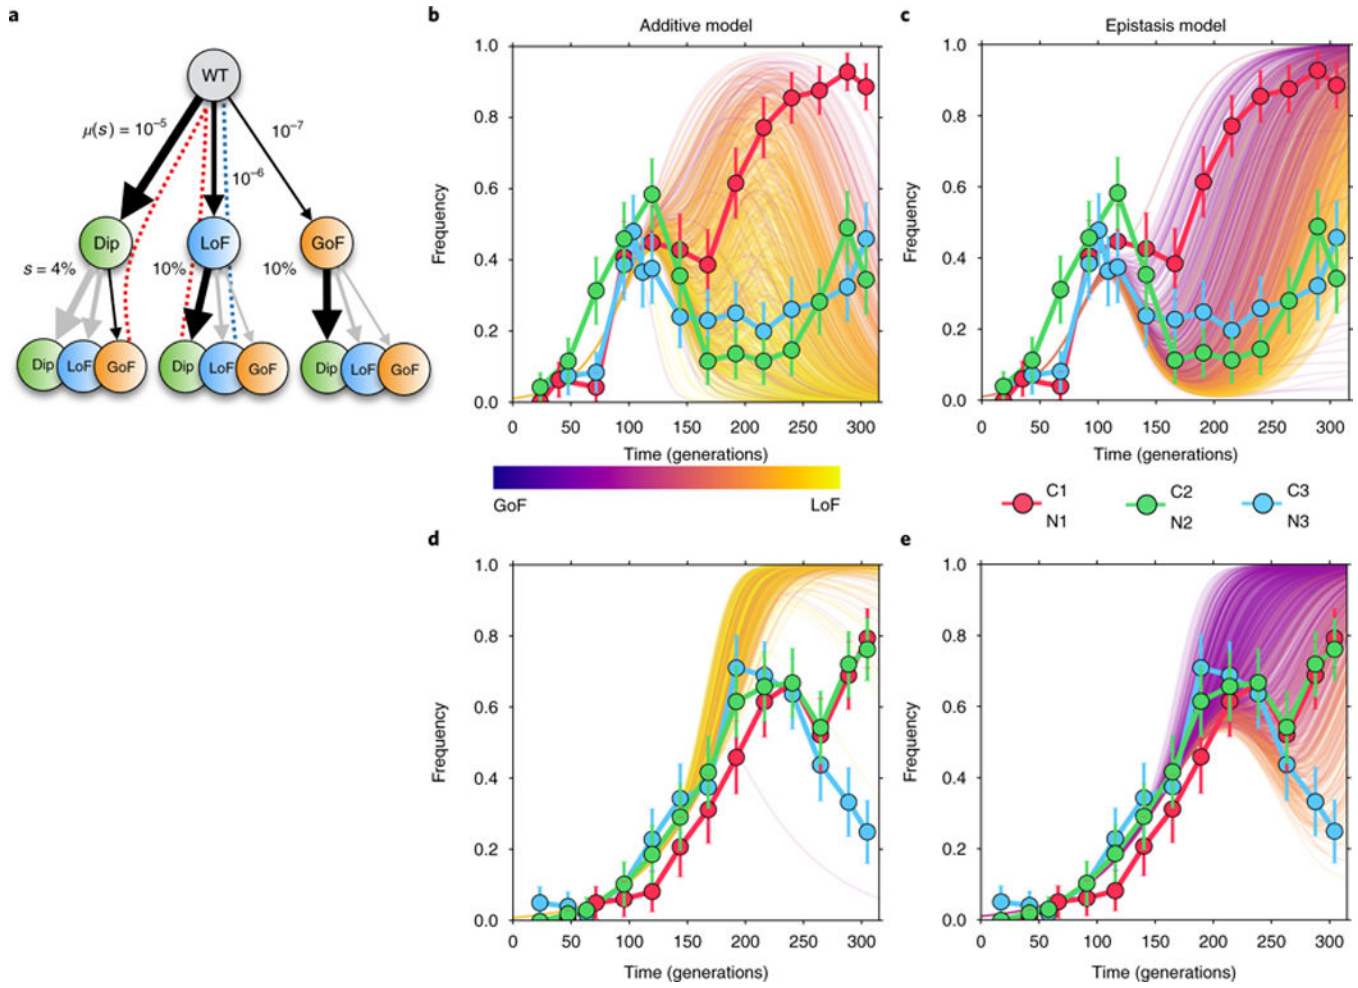 a
WT
μ(s) = 10⁻⁵
10⁻⁷
10⁻⁶
Dip
LoF
GoF
s = 4%
10%
10%
Dip LoF GoF
Dip LoF GoF
Dip LoF GoF
b
Additive model
Frequency
1.0
0.8
0.6
0.4
0.2
0.0
0 50 100 150 200 250 300
Time (generations)
c
Epistasis model
Frequency
1.0
0.8
0.6
0.4
0.2
0.0
0 50 100 150 200 250 300
Time (generations)
GoF LoF
C1 C2 C3
N1 N2 N3
d
Frequency
1.0
0.8
0.6
0.4
0.2
0.0
0 50 100 150 200 250 300
Time (generations)
e
Frequency
1.0
0.8
0.6
0.4
0.2
0.0
0 50 100 150 200 250 300
Time (generations)